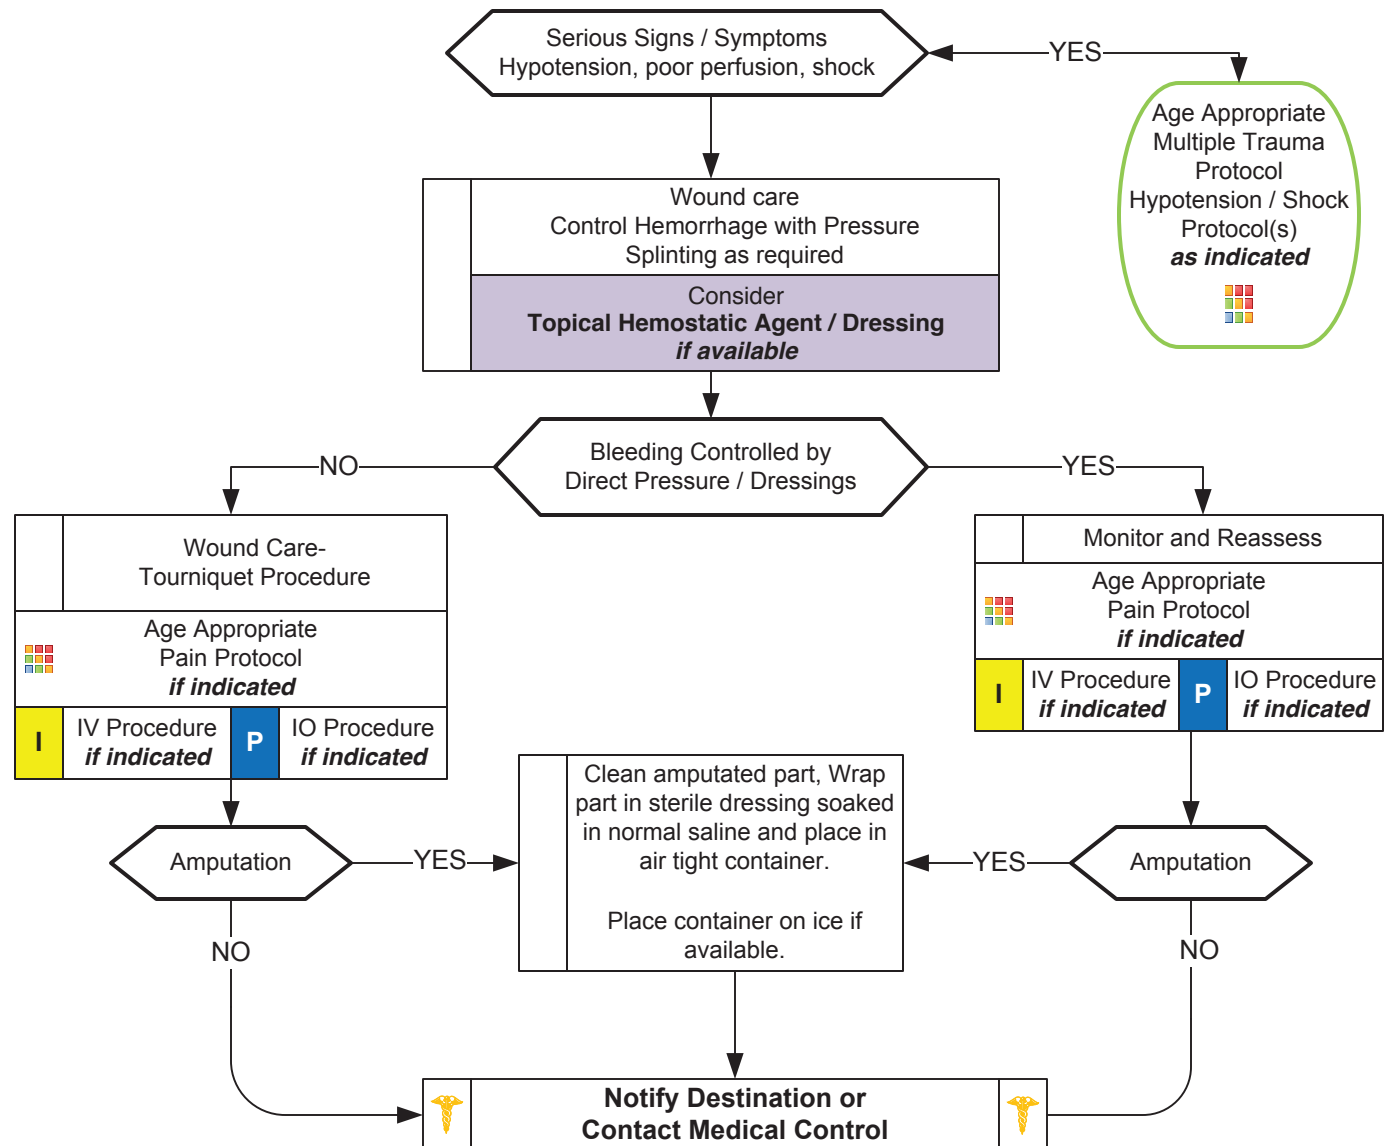 Serious Signs / Symptoms
Hypotension, poor perfusion, shock
YES
Age Appropriate
Multiple Trauma
Protocol
Hypotension / Shock
Protocol(s)
as indicated
Wound care
Control Hemorrhage with Pressure
Splinting as required
Consider
Topical Hemostatic Agent / Dressing
if available
Bleeding Controlled by
Direct Pressure / Dressings
NO
YES
Wound Care-
Tourniquet Procedure
Age Appropriate
Pain Protocol
if indicated
I
IV Procedure
if indicated
P
IO Procedure
if indicated
Monitor and Reassess
Age Appropriate
Pain Protocol
if indicated
I
IV Procedure
if indicated
P
IO Procedure
if indicated
Amputation
YES
NO
Clean amputated part, Wrap
part in sterile dressing soaked
in normal saline and place in
air tight container.
Place container on ice if
available.
YES
Amputation
NO
Notify Destination or
Contact Medical Control